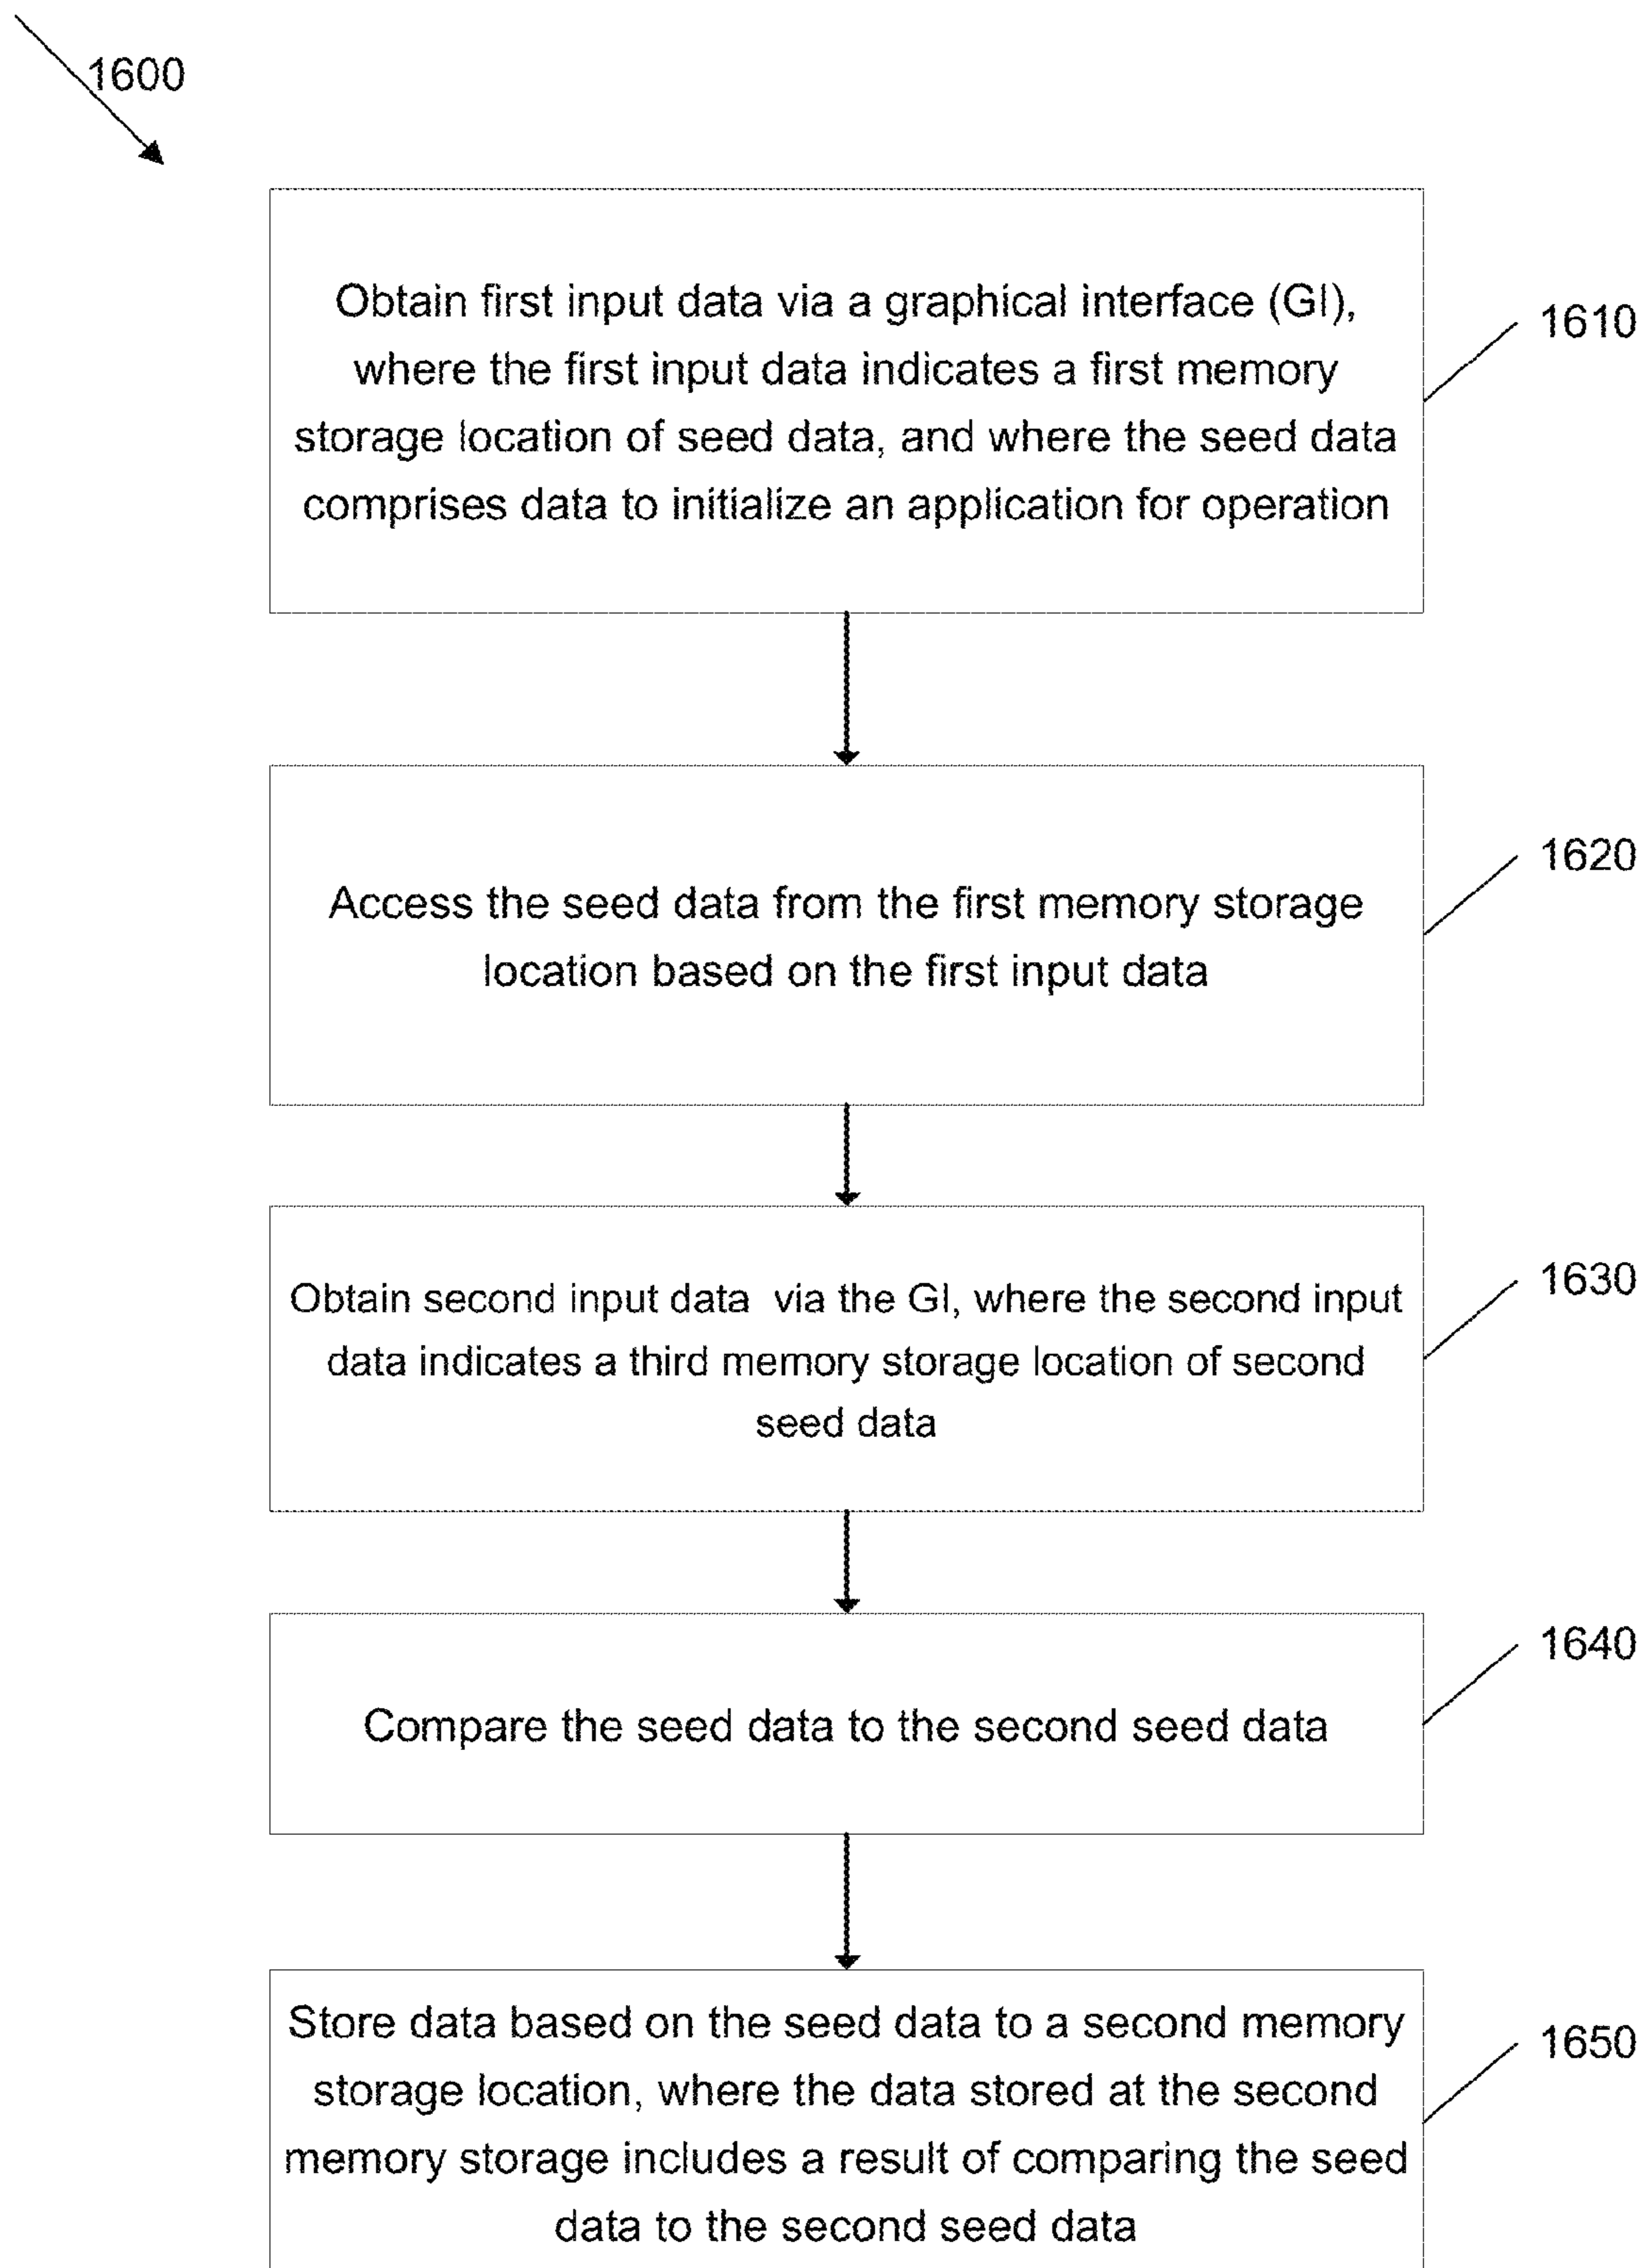 1600
Obtain first input data via a graphical interface (GI),
where the first input data indicates a first memory
storage location of seed data, and where the seed data
comprises data to initialize an application for operation
1610
Access the seed data from the first memory storage
location based on the first input data
1620
Obtain second input data via the GI, where the second input
data indicates a third memory storage location of second
seed data
1630
Compare the seed data to the second seed data
1640
Store data based on the seed data to a second memory
storage location, where the data stored at the second
memory storage includes a result of comparing the seed
data to the second seed data
1650